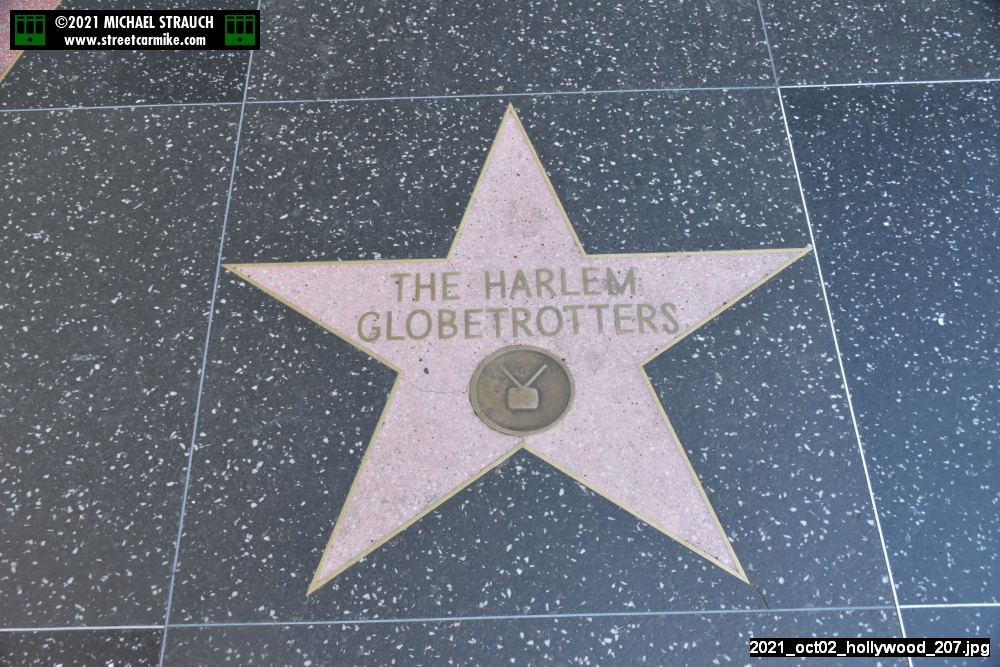 ©2021 MICHAEL STRAUCH
www.streetcarmike.com
THE HARLEM
GLOBETROTTERS
2021_oct02_hollywood_207.jpg